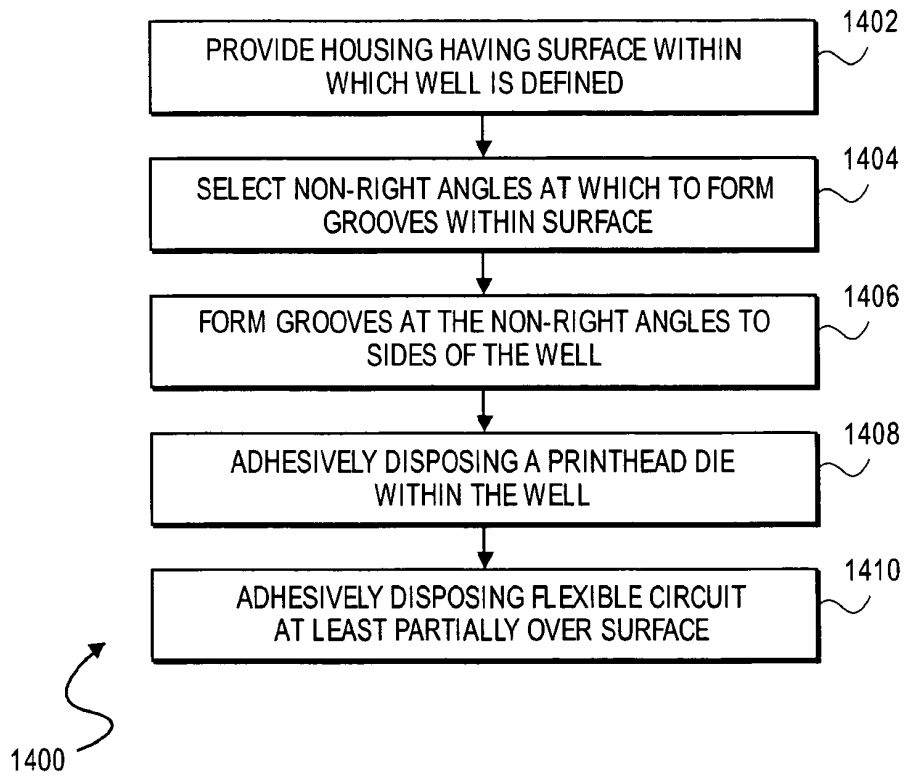 1402
PROVIDE HOUSING HAVING SURFACE WITHIN
WHICH WELL IS DEFINED
1404
SELECT NON-RIGHT ANGLES AT WHICH TO FORM
GROOVES WITHIN SURFACE
1406
FORM GROOVES AT THE NON-RIGHT ANGLES TO
SIDES OF THE WELL
1408
ADHESIVELY DISPOSING A PRINTHEAD DIE
WITHIN THE WELL
1410
ADHESIVELY DISPOSING FLEXIBLE CIRCUIT
AT LEAST PARTIALLY OVER SURFACE
1400